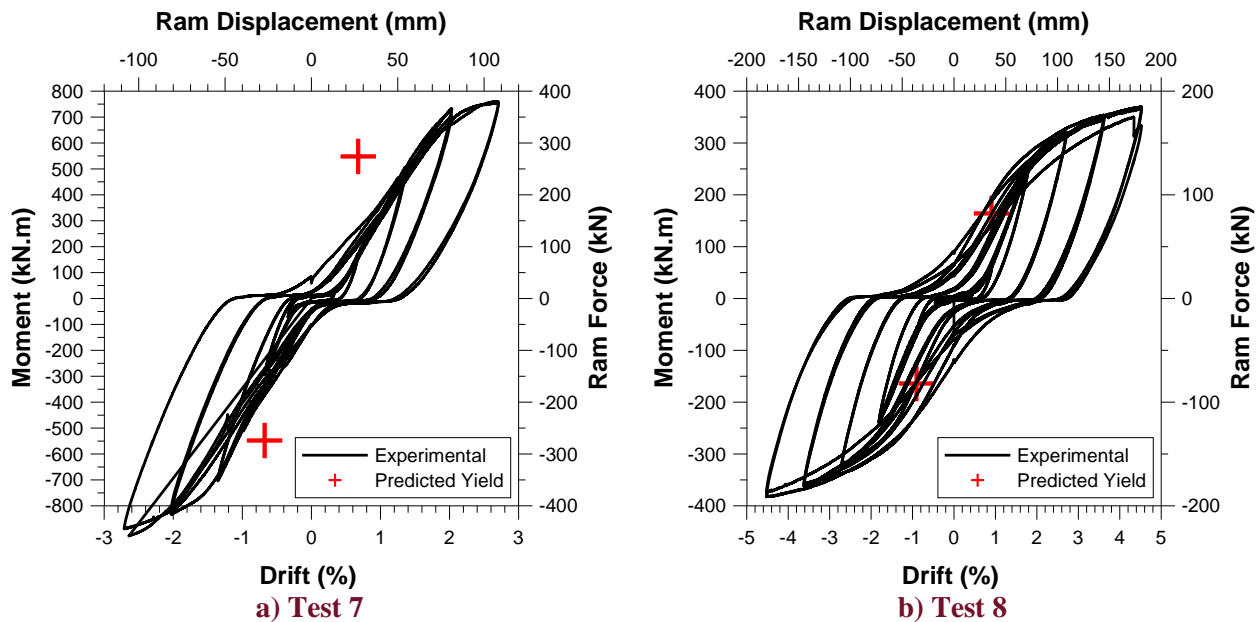 Ram Displacement (mm)
-100 -50 0 50 100
800
700
600
500
400
300
200
100
0
-100
-200
-300
-400
-500
-600
-700
-800
Moment (kN.m)
400
300
200
100
0
-100
-200
-300
-400
Ram Force (kN)
Experimental
Predicted Yield
-3 -2 -1 0 1 2 3
Drift (%)
a) Test 7
Ram Displacement (mm)
-200 -150 -100 -50 0 50 100 150 200
400
300
200
100
0
-100
-200
-300
-400
Moment (kN.m)
200
100
0
-100
-200
Ram Force (kN)
Experimental
Predicted Yield
-5 -4 -3 -2 -1 0 1 2 3 4 5
Drift (%)
b) Test 8